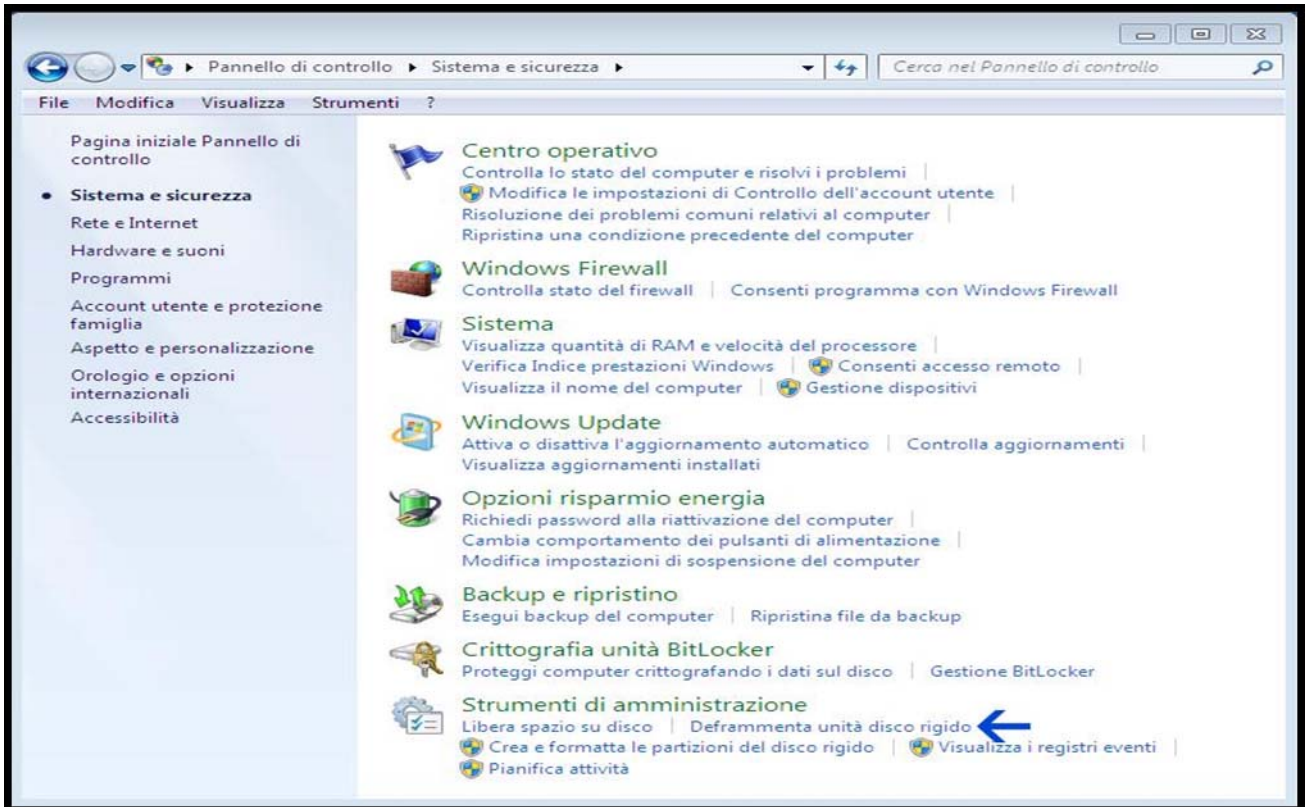 Pannello di controllo ▸ Sistema e sicurezza ▸
Cerca nel Pannello di controllo
File Modifica Visualizza Strumenti ?
Pagina iniziale Pannello di
controllo
• Sistema e sicurezza
Rete e Internet
Hardware e suoni
Programmi
Account utente e protezione
famiglia
Aspetto e personalizzazione
Orologio e opzioni
internazionali
Accessibilità
Centro operativo
Controlla lo stato del computer e risolvi i problemi |
Modifica le impostazioni di Controllo dell'account utente |
Risoluzione dei problemi comuni relativi al computer |
Ripristina una condizione precedente del computer
Windows Firewall
Controlla stato del firewall | Consenti programma con Windows Firewall
Sistema
Visualizza quantità di RAM e velocità del processore |
Verifica Indice prestazioni Windows | Consenti accesso remoto |
Visualizza il nome del computer | Gestione dispositivi
Windows Update
Attiva o disattiva l'aggiornamento automatico | Controlla aggiornamenti |
Visualizza aggiornamenti installati
Opzioni risparmio energia
Richiedi password alla riattivazione del computer |
Cambia comportamento dei pulsanti di alimentazione |
Modifica impostazioni di sospensione del computer
Backup e ripristino
Esegui backup del computer | Ripristina file da backup
Crittografia unità BitLocker
Proteggi computer crittografando i dati sul disco | Gestione BitLocker
Strumenti di amministrazione
Libera spazio su disco | Deframmenta unità disco rigido
Crea e formatta le partizioni del disco rigido | Visualizza i registri eventi |
Pianifica attività